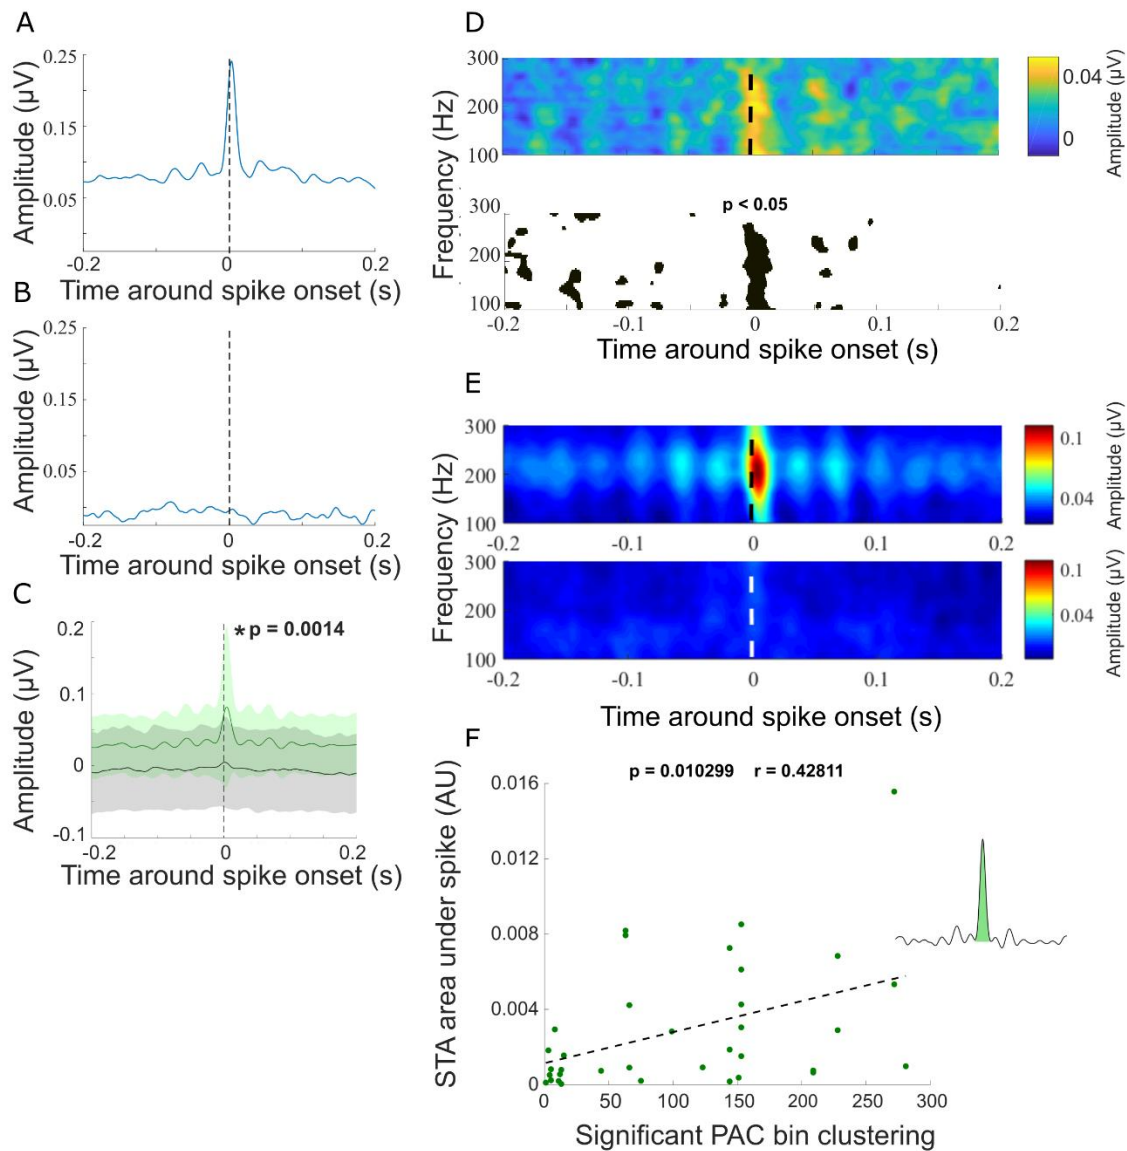 A
Amplitude (µV)
0.25
0.15
0.05
-0.2
0
0.2
Time around spike onset (s)
B
Amplitude (µV)
0.25
0.15
0.05
-0.2
0
0.2
Time around spike onset (s)
C
Amplitude (µV)
0.2
0.1
0
-0.1
* p = 0.0014
-0.2
0
0.2
Time around spike onset (s)
D
Frequency (Hz)
300
200
100
0.04
0
Amplitude (µV)
p < 0.05
Frequency (Hz)
300
200
100
-0.2
-0.1
0
0.1
0.2
Time around spike onset (s)
E
Frequency (Hz)
300
200
100
-0.2
-0.1
0
0.1
0.2
0.1
0.04
Amplitude (µV)
300
200
100
-0.2
-0.1
0
0.1
0.2
0.1
0.04
Amplitude (µV)
Time around spike onset (s)
F
p = 0.010299 r = 0.42811
STA area under spike (AU)
0.016
0.012
0.008
0.004
0
0
50
100
150
200
250
300
Significant PAC bin clustering